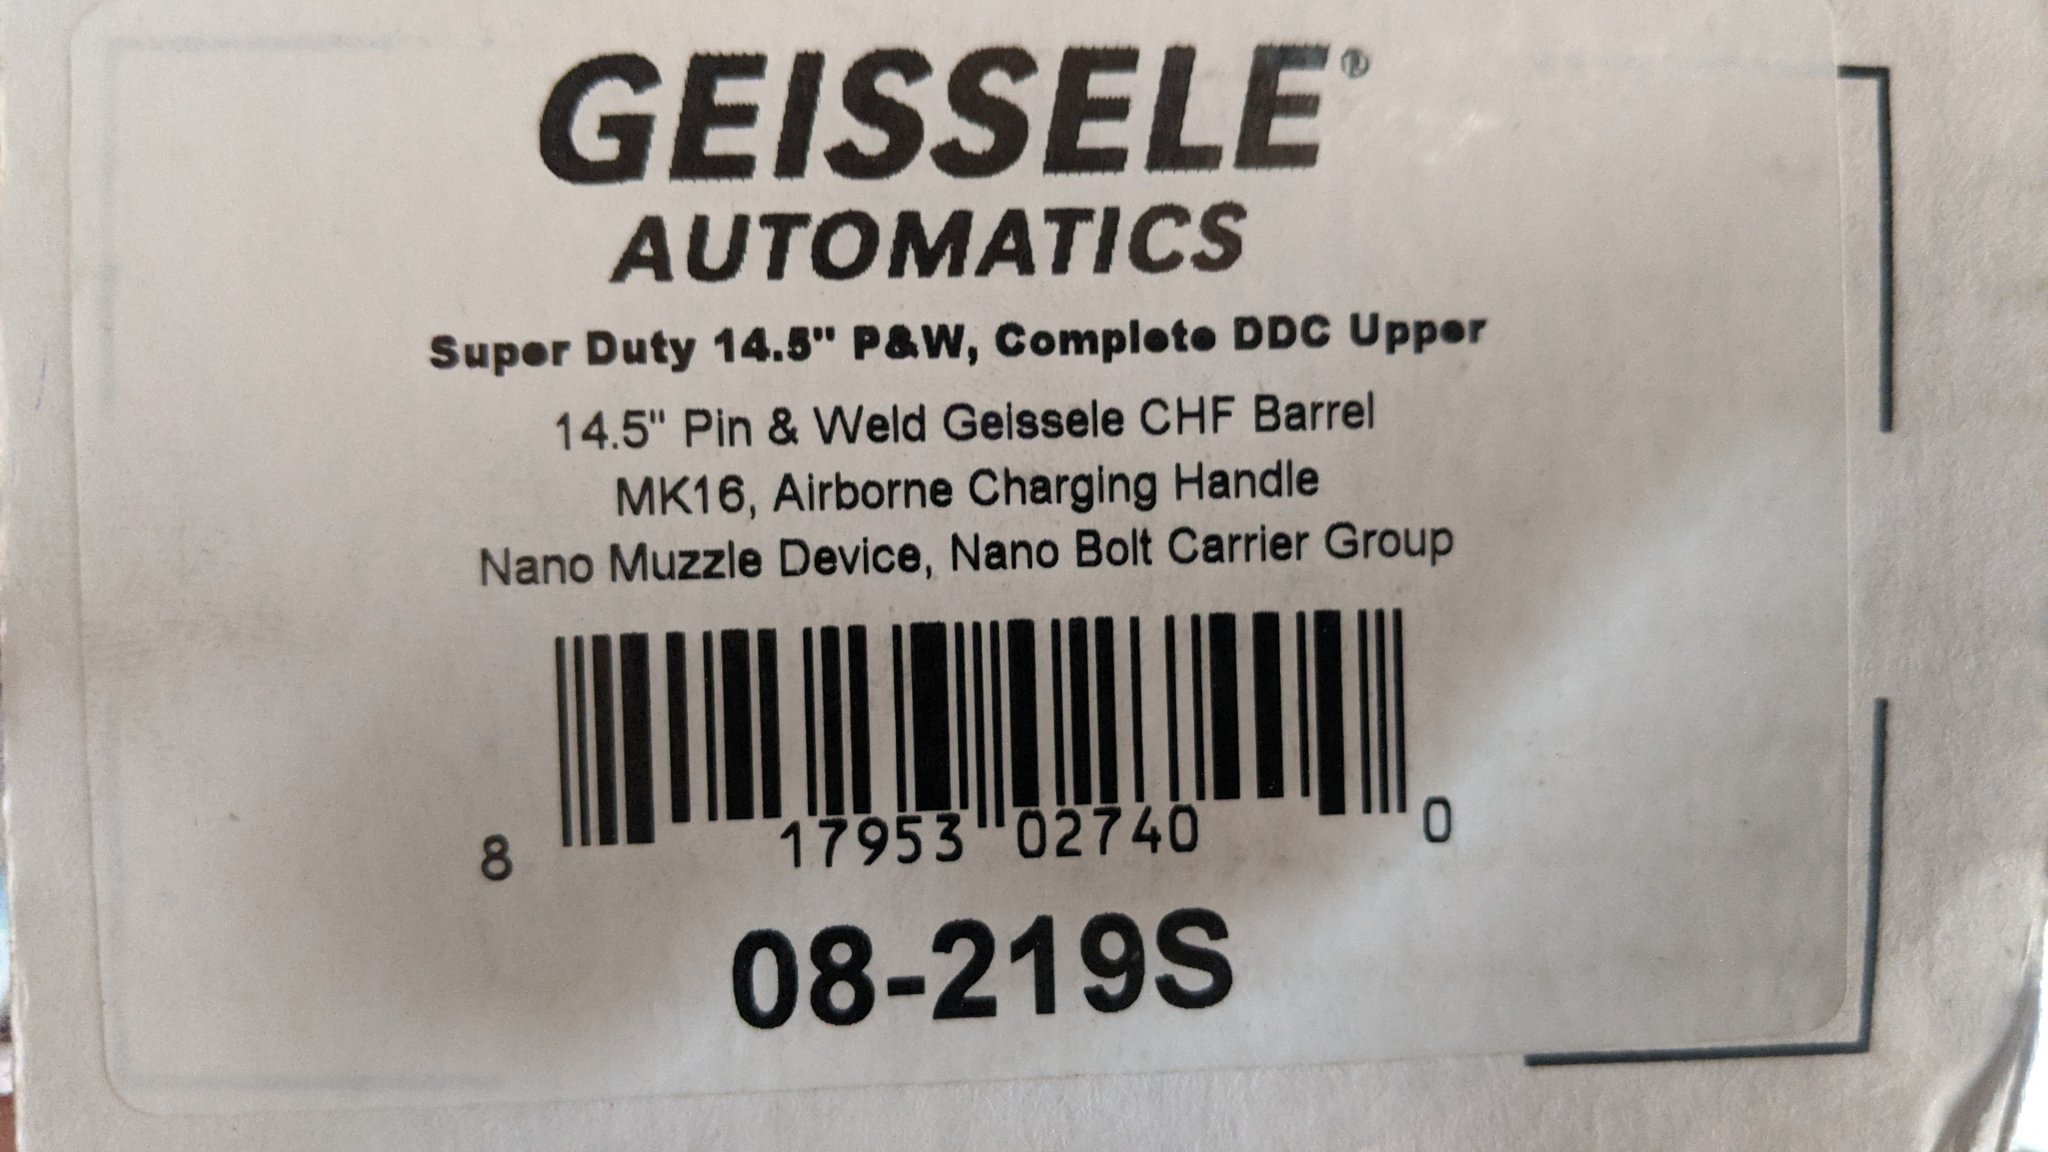 GEISSELE®
AUTOMATICS
Super Duty 14.5" P&W, Complete DDC Upper
14.5" Pin & Weld Geissele CHF Barrel
MK16, Airborne Charging Handle
Nano Muzzle Device, Nano Bolt Carrier Group
8 17953 02740 0
08-219S